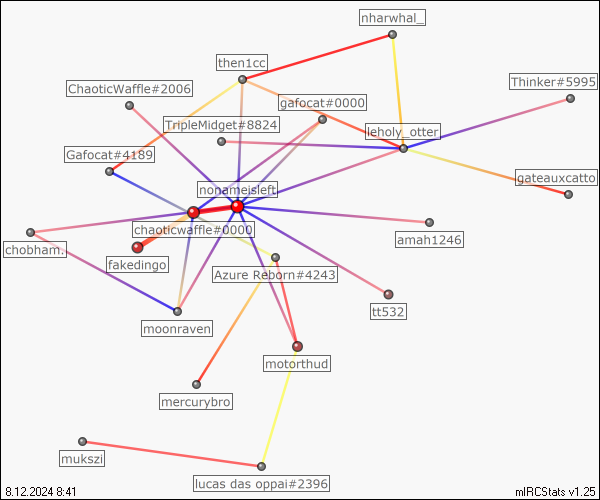 nharwhal_
then1cc
Thinker#5995
ChaoticWaffle#2006
gafocat#0000
TripleMidget#8824
leholy_otter
Gafocat#4189
gateauxcatto
nonameisleft
chaoticwaffle#0000
amah1246
chobham.
fakedingo
Azure Reborn#4243
tt532
moonraven
motorthud
mercurybro
mukszi
lucas das oppai#2396
8.12.2024 8:41
mIRCStats v1.25